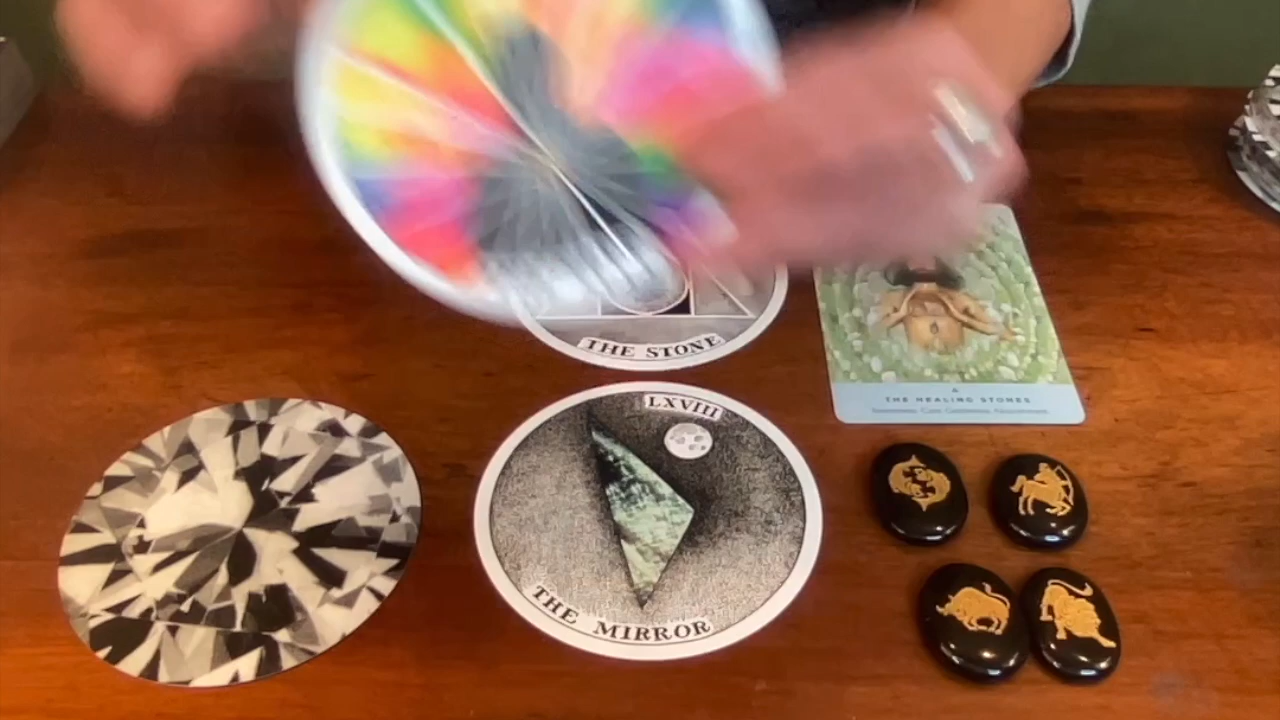 THE STONE
LXVIII
THE MIRROR
THE HEALING STONES